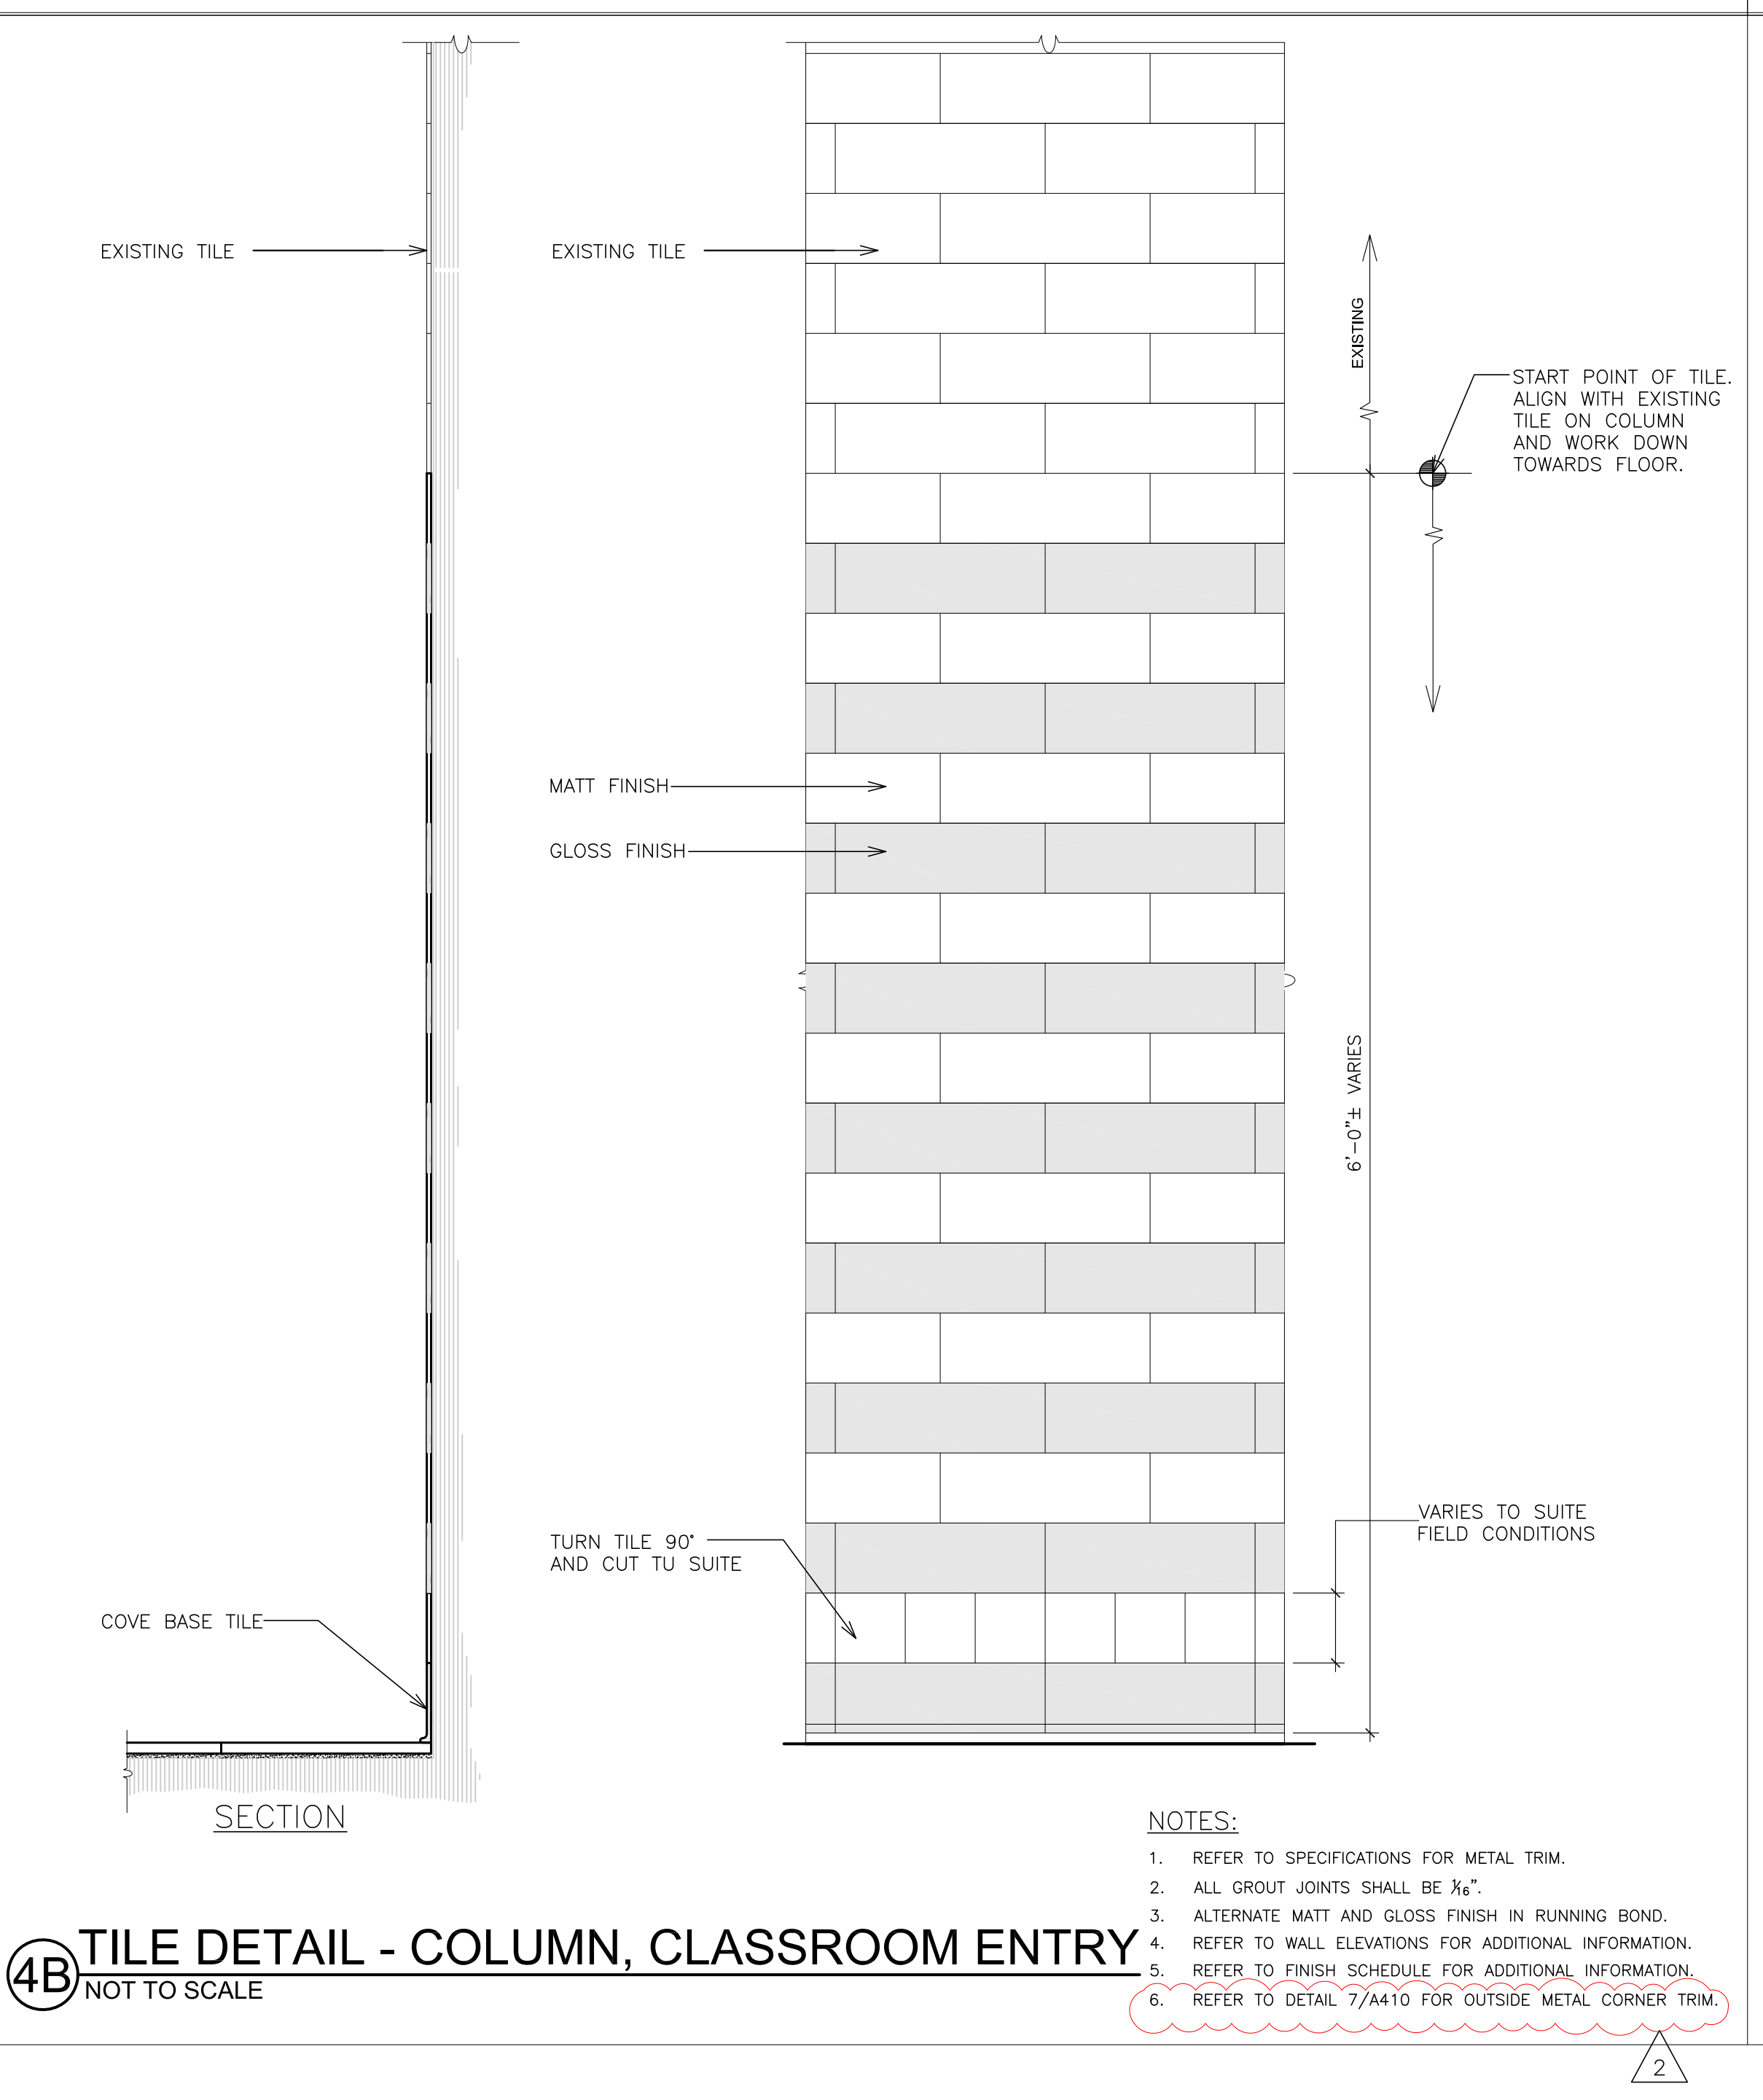 EXISTING TILE
EXISTING TILE
EXISTING
START POINT OF TILE.
ALIGN WITH EXISTING
TILE ON COLUMN
AND WORK DOWN
TOWARDS FLOOR.
MATT FINISH
GLOSS FINISH
6'-0"± VARIES
VARIES TO SUITE
FIELD CONDITIONS
TURN TILE 90°
AND CUT TU SUITE
COVE BASE TILE
SECTION
NOTES:
1. REFER TO SPECIFICATIONS FOR METAL TRIM.
2. ALL GROUT JOINTS SHALL BE 1/16".
3. ALTERNATE MATT AND GLOSS FINISH IN RUNNING BOND.
4. REFER TO WALL ELEVATIONS FOR ADDITIONAL INFORMATION.
5. REFER TO FINISH SCHEDULE FOR ADDITIONAL INFORMATION.
6. REFER TO DETAIL 7/A410 FOR OUTSIDE METAL CORNER TRIM.
4B TILE DETAIL - COLUMN, CLASSROOM ENTRY
NOT TO SCALE
2